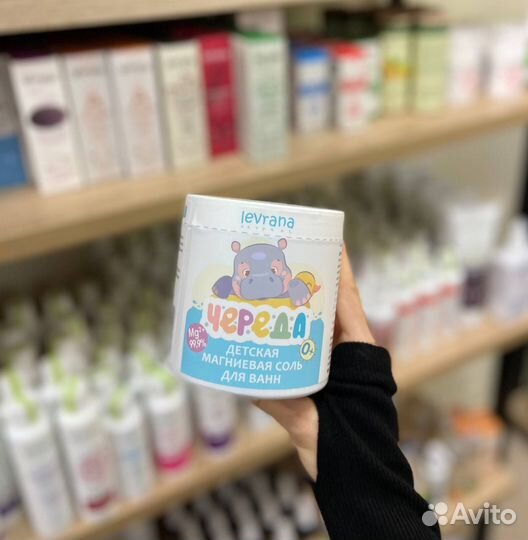 levrana
ЧЕРЕДА
Mg²⁺
99,9%
0+
ДЕТСКАЯ
МАГНИЕВАЯ СОЛЬ
ДЛЯ ВАНН
Avito